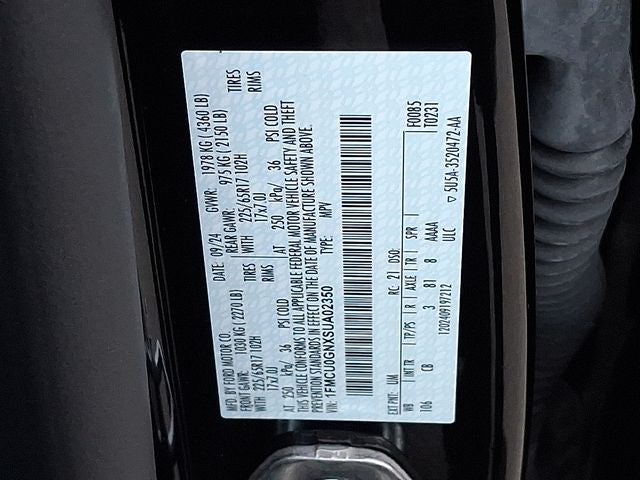 MFD. BY FORD MOTOR CO.
DATE: 09/24 GVWR: 1978 KG (4360 LB)
FRONT GAWR: 1030 KG (2270 LB) REAR GAWR: 975 KG (2150 LB)
WITH 225/65R17 102H TIRES WITH 225/65R17 102H TIRES
17x7.0J RIMS 17x7.0J RIMS
AT 250 kPa/ 36 PSI COLD AT 250 kPa/ 36 PSI COLD
THIS VEHICLE CONFORMS TO ALL APPLICABLE FEDERAL MOTOR VEHICLE SAFETY AND THEFT
PREVENTION STANDARDS IN EFFECT ON THE DATE OF MANUFACTURE SHOWN ABOVE.
VIN: 1FMCU0GNXSUA02350 TYPE: MPV
F0085
T0231
EXT PNT: UM RC: 21 DSO:
WB INT TR TP/PS R AXLE TR SPR
106 CB 3 81 8 AAAA
1202409197212 ULC
▽ 5U5A-3520472-AA